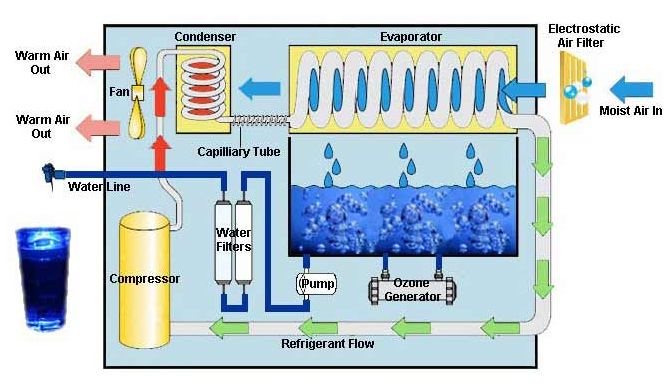 Condenser
Evaporator
Electrostatic
Air Filter
Warm Air
Out
Fan
Moist Air In
Warm Air
Out
Capilliary Tube
Water Line
Water
Filters
Compressor
Pump
Ozone
Generator
Refrigerant Flow